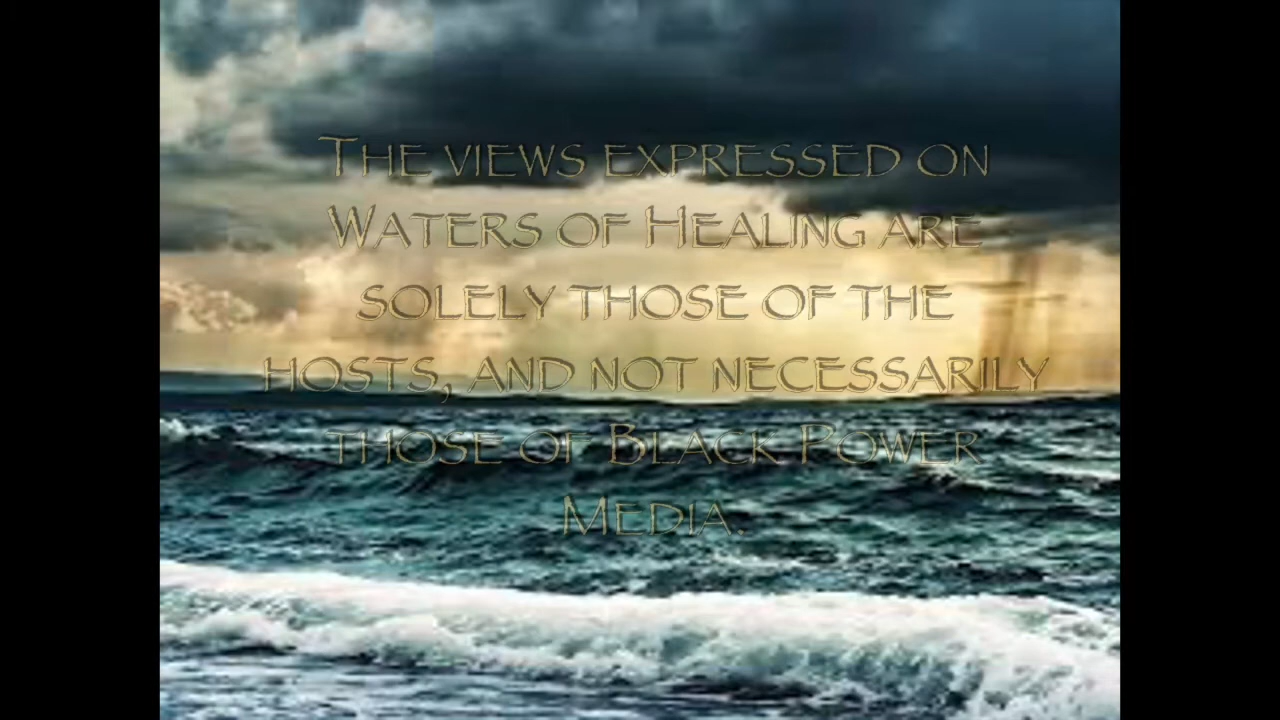 The views expressed on
Waters of Healing are
solely those of the
hosts, and not necessarily
those of Black Power
Media.